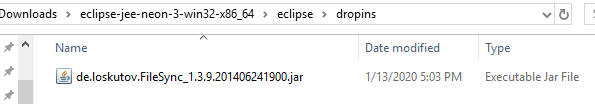 Downloads > eclipse-jee-neon-3-win32-x86_64 > eclipse > dropins
Name Date modified Type
de.loskutov.FileSync_1.3.9.201406241900.jar 1/13/2020 5:03 PM Executable Jar File